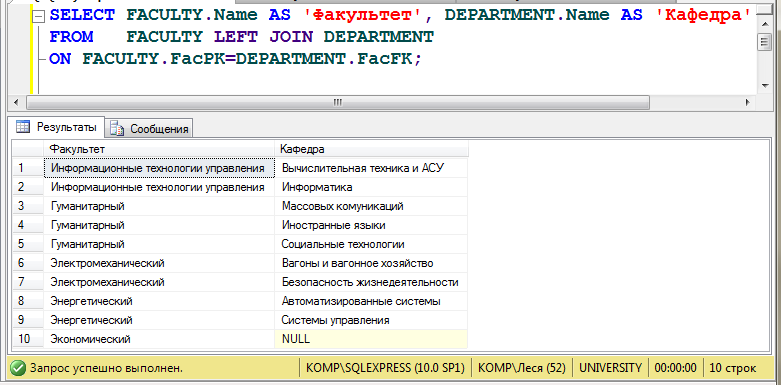 SELECT FACULTY.Name AS 'Факультет', DEPARTMENT.Name AS 'Кафедра'
FROM FACULTY LEFT JOIN DEPARTMENT
ON FACULTY.FacPK=DEPARTMENT.FacFK;
Результаты Сообщения
Факультет Кафедра
1 Информационные технологии управления Вычислительная техника и АСУ
2 Информационные технологии управления Информатика
3 Гуманитарный Массовых комуникаций
4 Гуманитарный Иностранные языки
5 Гуманитарный Социальные технологии
6 Электромеханический Вагоны и вагонное хозяйство
7 Электромеханический Безопасность жизнедеятельности
8 Энергетический Автоматизированные системы
9 Энергетический Системы управления
10 Экономический NULL
Запрос успешно выполнен. KOMP\SQLEXPRESS (10.0 SP1) KOMP\Леся (52) UNIVERSITY 00:00:00 10 строк